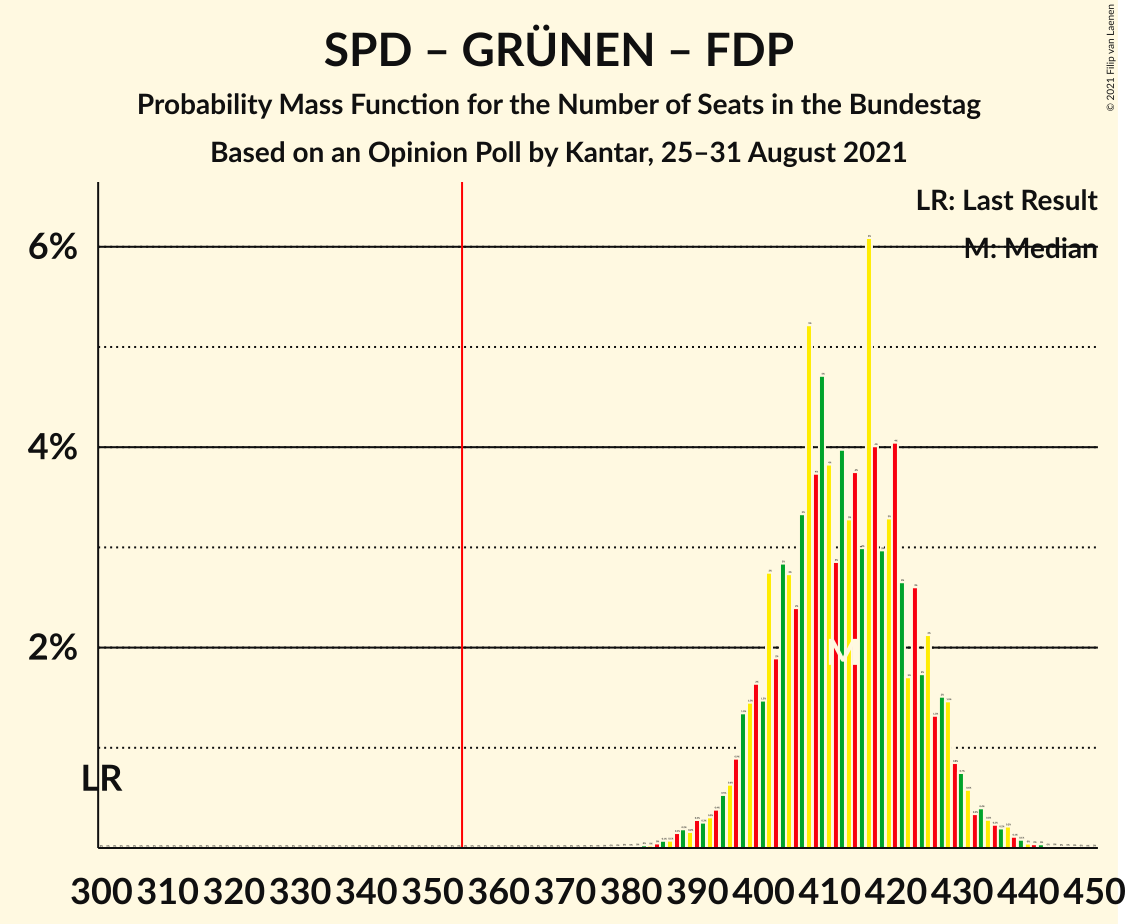 SPD – GRÜNEN – FDP
Probability Mass Function for the Number of Seats in the Bundestag
Based on an Opinion Poll by Kantar, 25–31 August 2021
© 2021 Filip van Laenen
LR: Last Result
M: Median
6%
4%
2%
M
LR
300 310 320 330 340 350 360 370 380 390 400 410 420 430 440 450